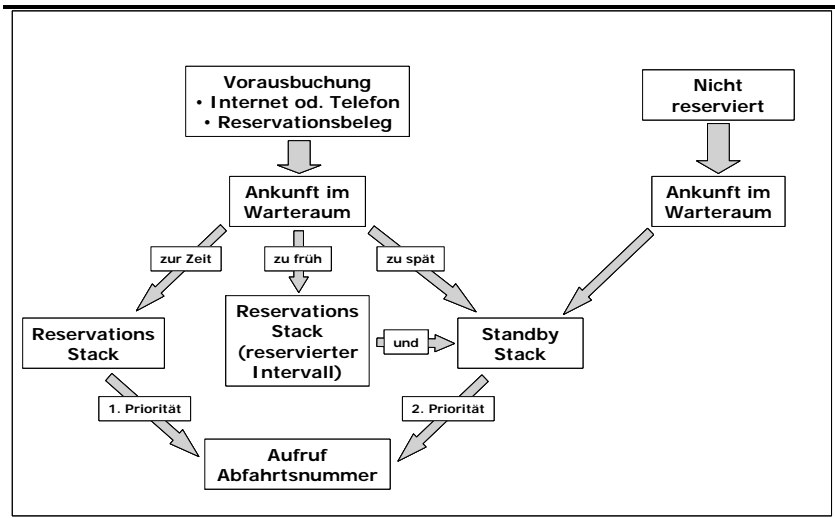 Vorausbuchung
• Internet od. Telefon
• Reservationsbeleg
Nicht
reserviert
Ankunft im
Warteraum
Ankunft im
Warteraum
zur Zeit
zu früh
zu spät
Reservations
Stack
Reservations
Stack
(reservierter
Intervall)
und
Standby
Stack
1. Priorität
2. Priorität
Aufruf
Abfahrtsnummer